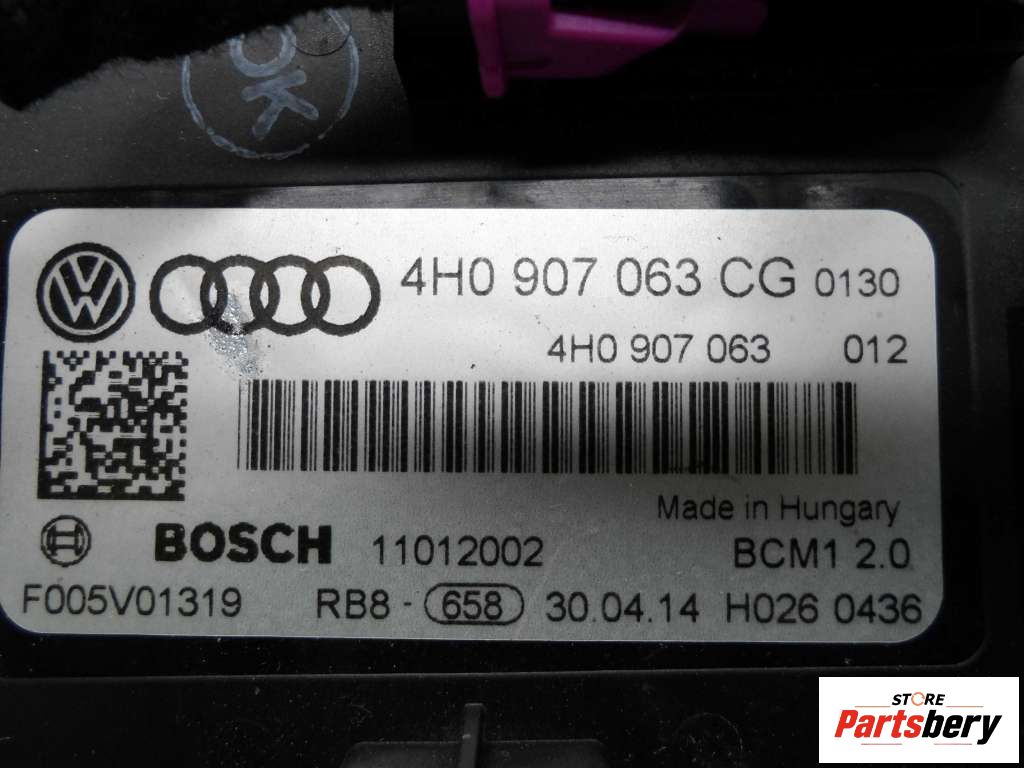 OK
4H0 907 063 CG 0130
4H0 907 063 012
Made in Hungary
BOSCH 11012002 BCM1 2.0
F005V01319 RB8 - 658 30.04.14 H026 0436
STORE
Partsbery